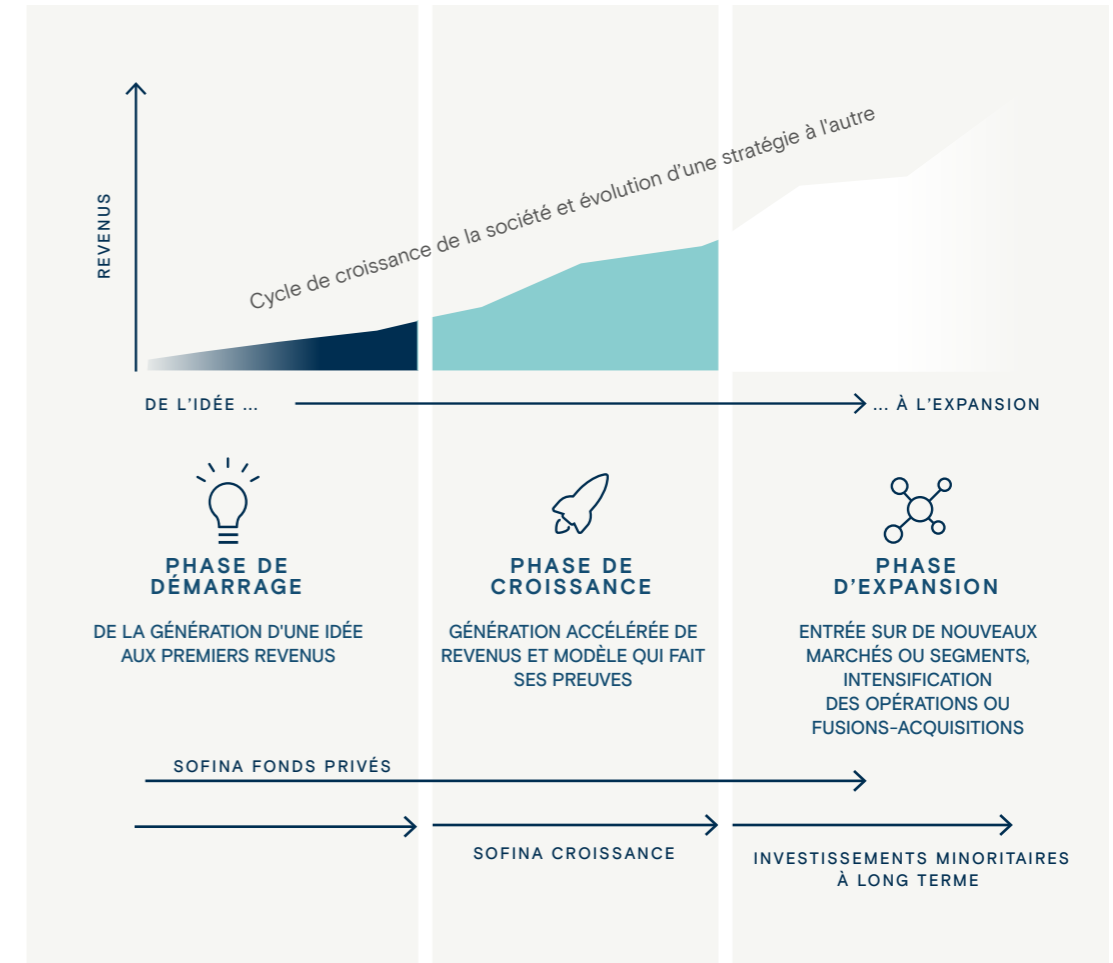 REVENUS
Cycle de croissance de la société et évolution d'une stratégie à l'autre
DE L'IDÉE ...
... À L'EXPANSION
PHASE DE
DÉMARRAGE
DE LA GÉNÉRATION D'UNE IDÉE
AUX PREMIERS REVENUS
PHASE DE
CROISSANCE
GÉNÉRATION ACCÉLÉRÉE DE
REVENUS ET MODÈLE QUI FAIT
SES PREUVES
PHASE
D'EXPANSION
ENTRÉE SUR DE NOUVEAUX
MARCHÉS OU SEGMENTS,
INTENSIFICATION
DES OPÉRATIONS OU
FUSIONS-ACQUISITIONS
SOFINA FONDS PRIVÉS
SOFINA CROISSANCE
INVESTISSEMENTS MINORITAIRES
À LONG TERME